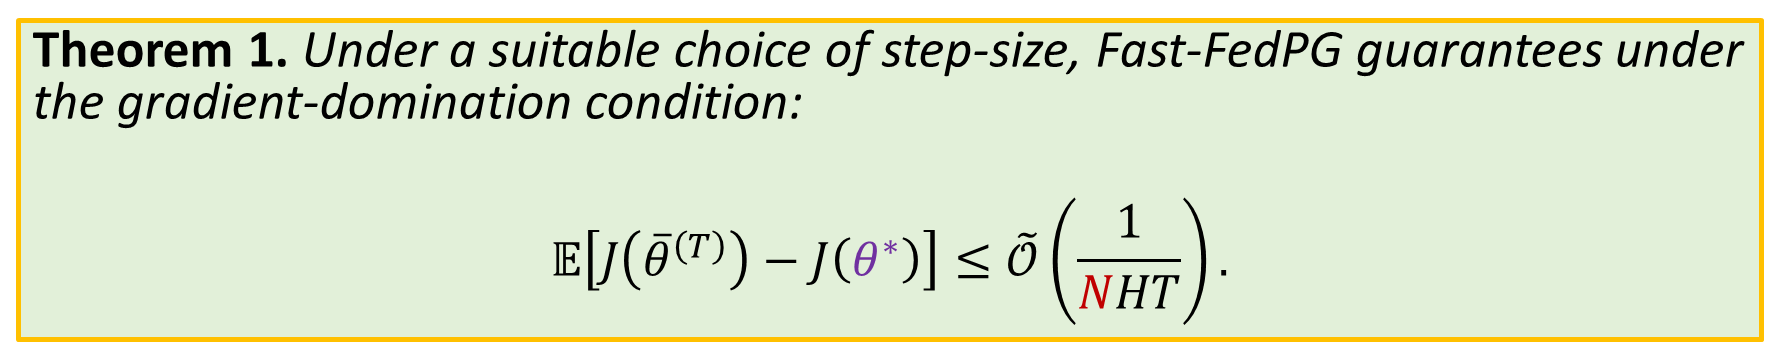 Theorem 1. Under a suitable choice of step-size, Fast-FedPG guarantees under
the gradient-domination condition:
𝔼[J(θ̄^(T)) − J(θ*)] ≤ Õ(1/NHT).